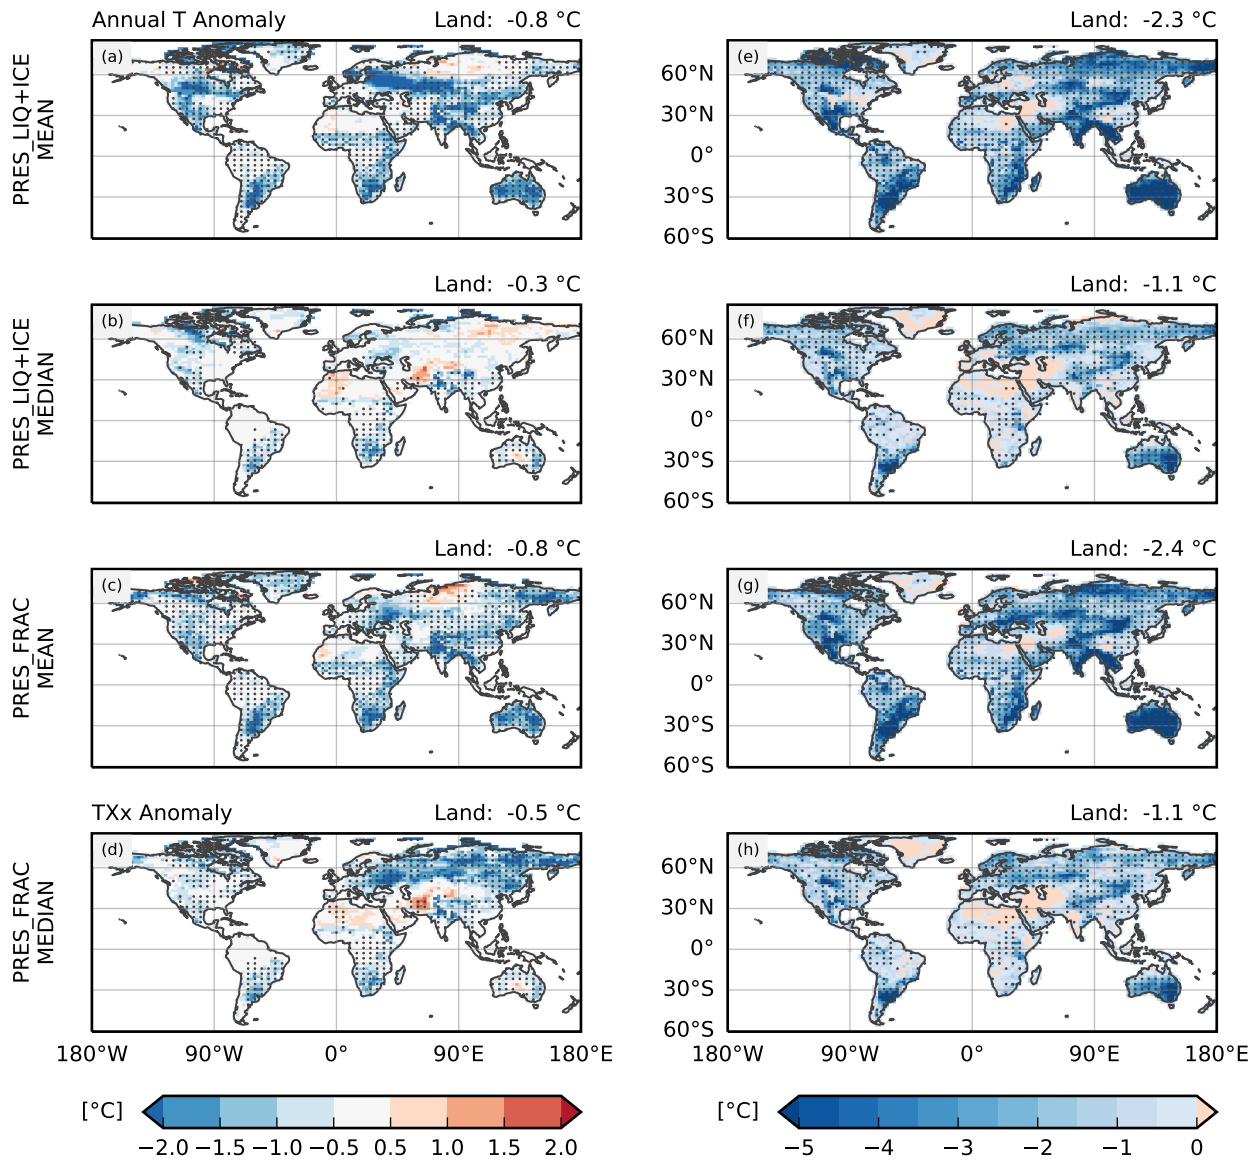 Annual T Anomaly Land: -0.8 °C Land: -2.3 °C
PRES_LIQ+ICE
MEAN
(a) (e)
60°N
30°N
0°
30°S
60°S
Land: -0.3 °C Land: -1.1 °C
PRES_LIQ+ICE
MEDIAN
(b) (f)
60°N
30°N
0°
30°S
60°S
Land: -0.8 °C Land: -2.4 °C
PRES_FRAC
MEAN
(c) (g)
60°N
30°N
0°
30°S
60°S
TXx Anomaly Land: -0.5 °C Land: -1.1 °C
PRES_FRAC
MEDIAN
(d) (h)
60°N
30°N
0°
30°S
60°S
180°W 90°W 0° 90°E 180°E 180°W 90°W 0° 90°E 180°E
[°C] [°C]
−2.0 −1.5 −1.0 −0.5 0.5 1.0 1.5 2.0 −5 −4 −3 −2 −1 0